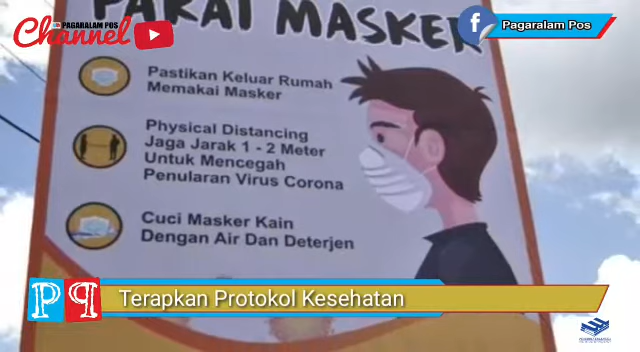 PAGARALAM POS
Channel
Pagaralam Pos
PAKAI MASKER
Pastikan Keluar Rumah
Memakai Masker
Physical Distancing
Jaga Jarak 1 - 2 Meter
Untuk Mencegah
Penularan Virus Corona
Cuci Masker Kain
Dengan Air Dan Deterjen
Terapkan Protokol Kesehatan